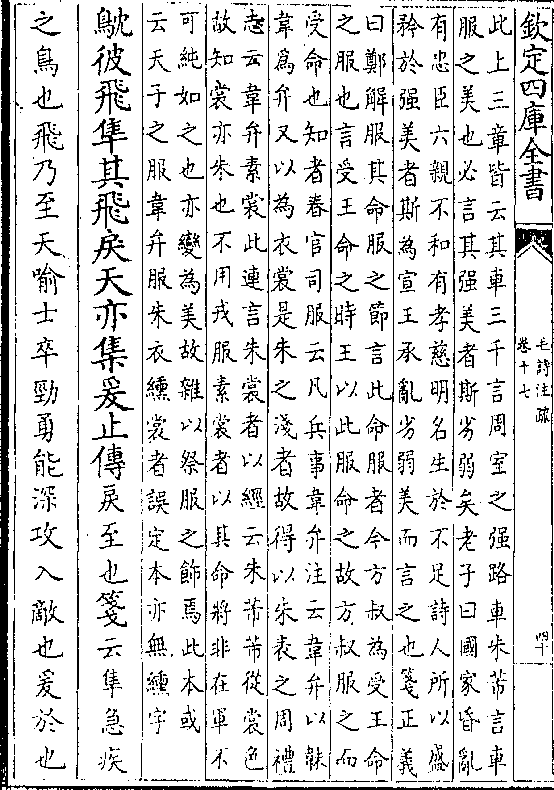 欽定四庫全書
毛詩注疏
卷十七
四十
此上三章皆云其車三千言周室之强路車朱芾言車
服之美也必言其强美者斯劣弱矣老子曰國家昏亂
有忠臣六親不和有孝慈明名生於不足詩人所以盛
矜於强美者斯為宣王承亂劣弱美而言之也箋正義
曰鄭解服其命服之節言此命服者今方叔為受王命
之服也言受王命之時王以此服命之故方叔服之而
受命也知者春官司服云凡兵事韋弁注云韋弁以韎
韋為弁又以為衣裳是朱之淺者故得以朱表之周禮
志云韋弁素裳此連言朱裳者以經云朱芾芾從裳色
故知裳亦朱也不用戎服素裳者以其命將非在軍不
可純如之也亦變為美故雜以祭服之飾焉此本或
云天子之服韋弁服朱衣纁裳者誤定本亦無纁字
鴥彼飛隼其飛戾天亦集爰止傳戾至也箋云隼急疾
之鳥也飛乃至天喻士卒勁勇能深攻入敵也爰於也